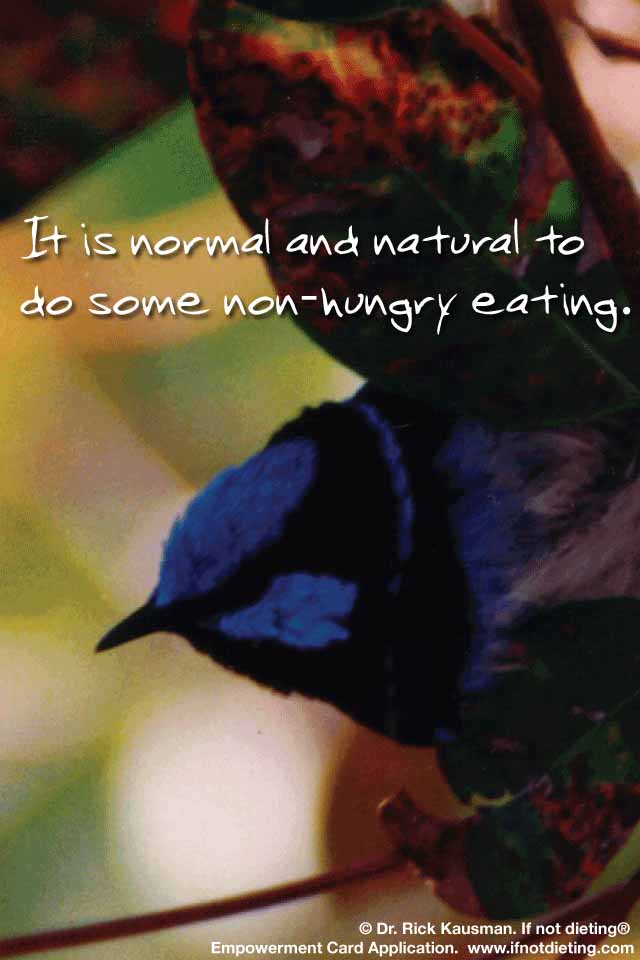 It is normal and natural to
do some non-hungry eating.
© Dr. Rick Kausman. If not dieting®
Empowerment Card Application. www.ifnotdieting.com